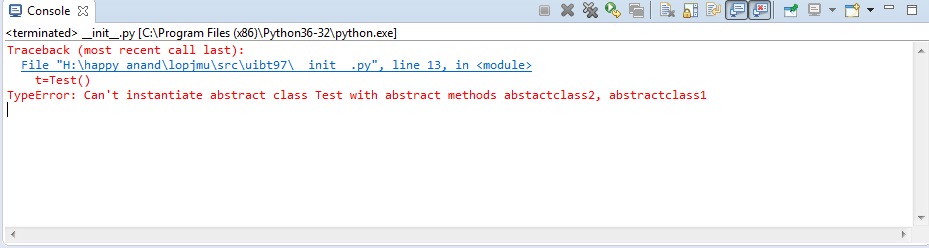 Console
<terminated> __init__.py [C:\Program Files (x86)\Python36-32\python.exe]
Traceback (most recent call last):
File "H:\happy anand\lopjmu\src\uibt97\__init__.py", line 13, in <module>
t=Test()
TypeError: Can't instantiate abstract class Test with abstract methods abstactclass2, abstractclass1